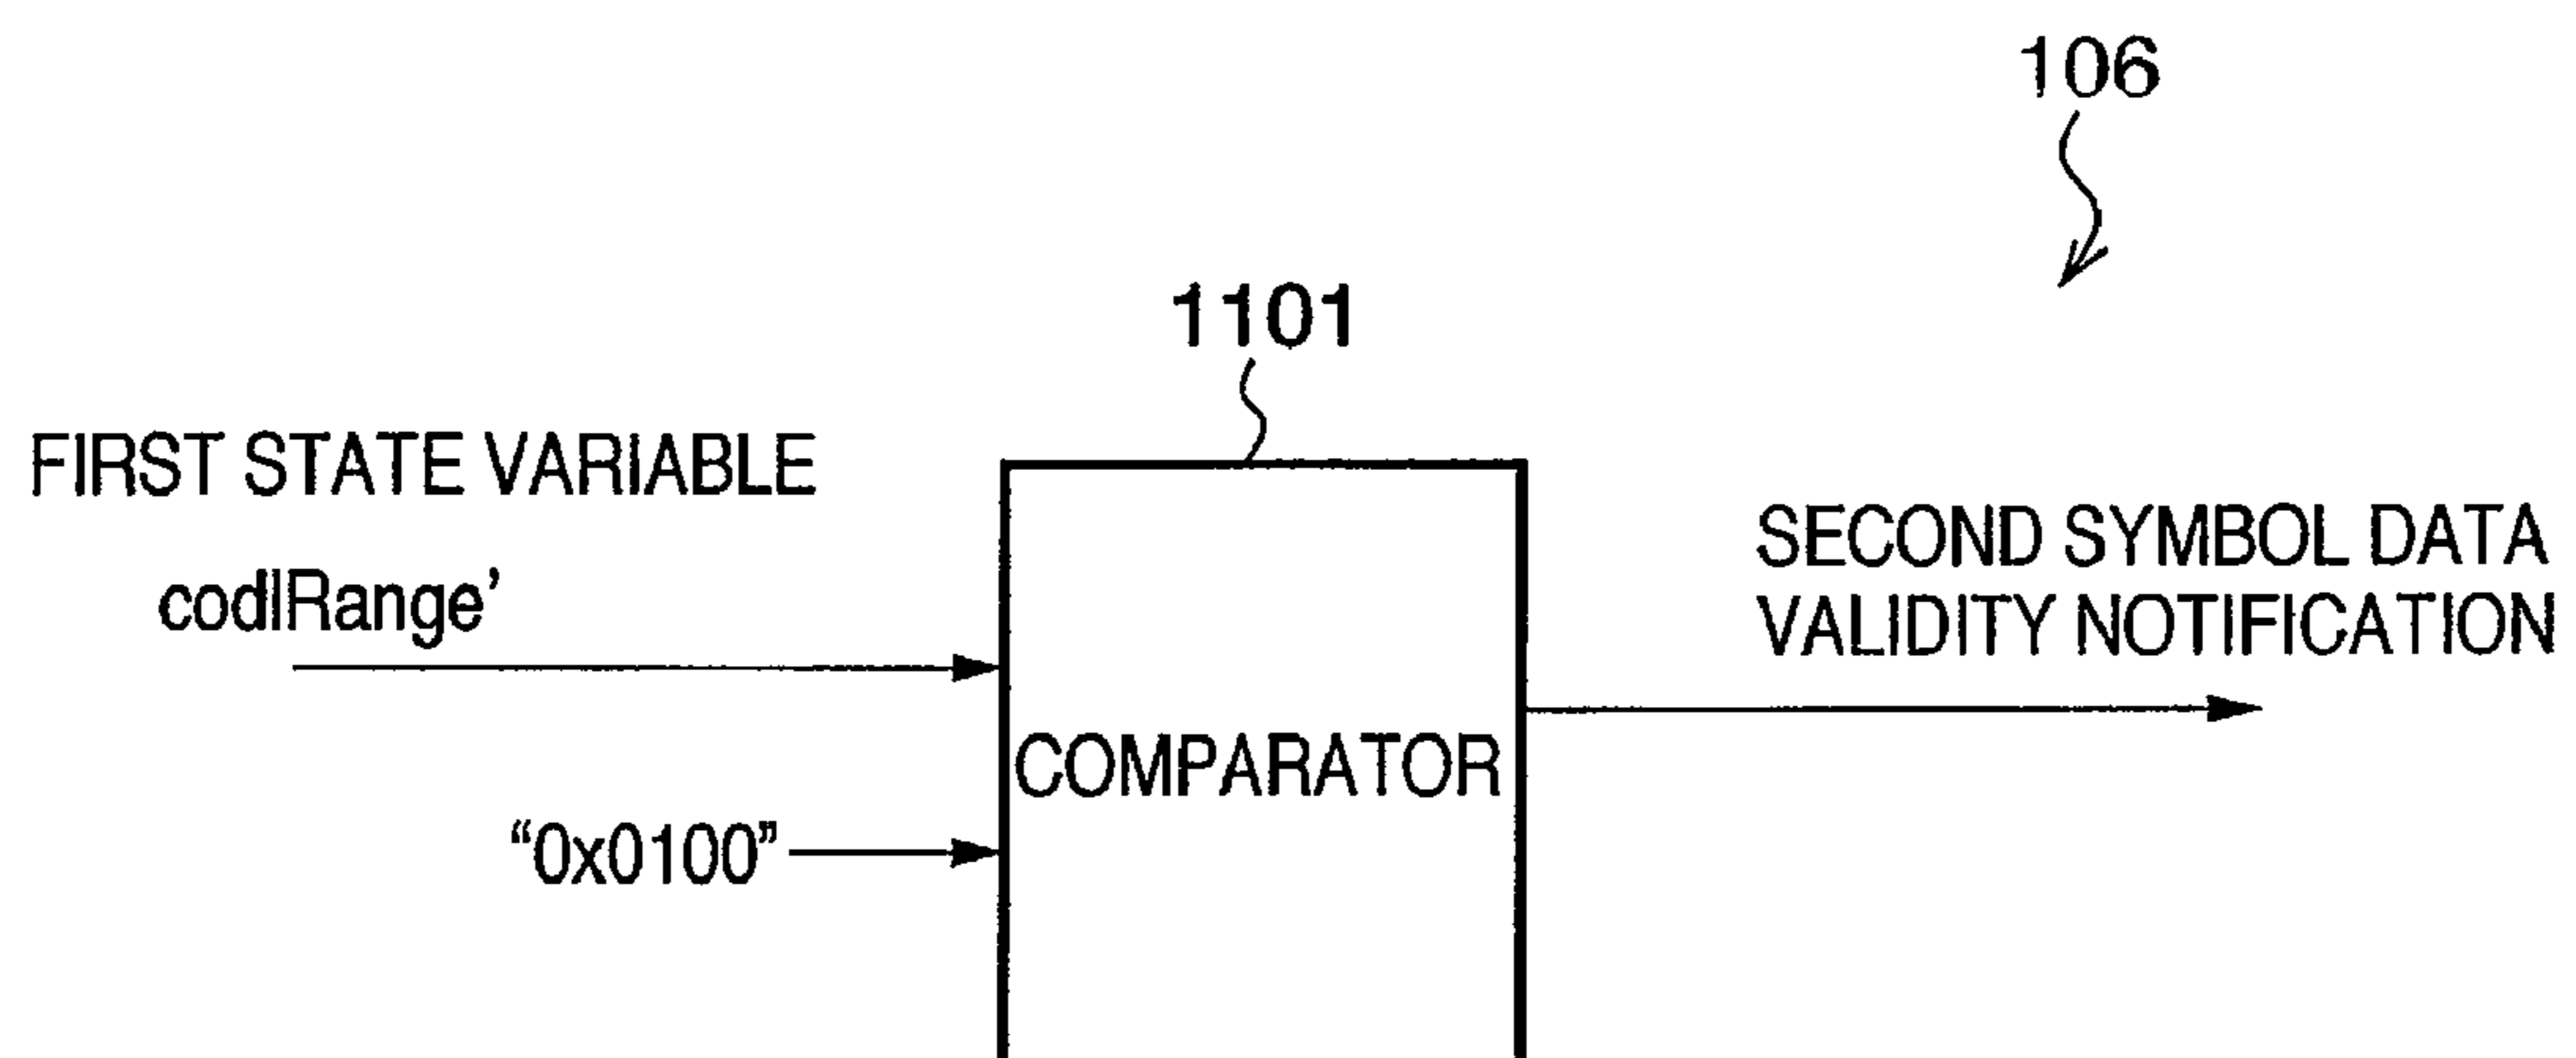 106
1101
FIRST STATE VARIABLE
codIRange’
SECOND SYMBOL DATA
VALIDITY NOTIFICATION
COMPARATOR
“0x0100”